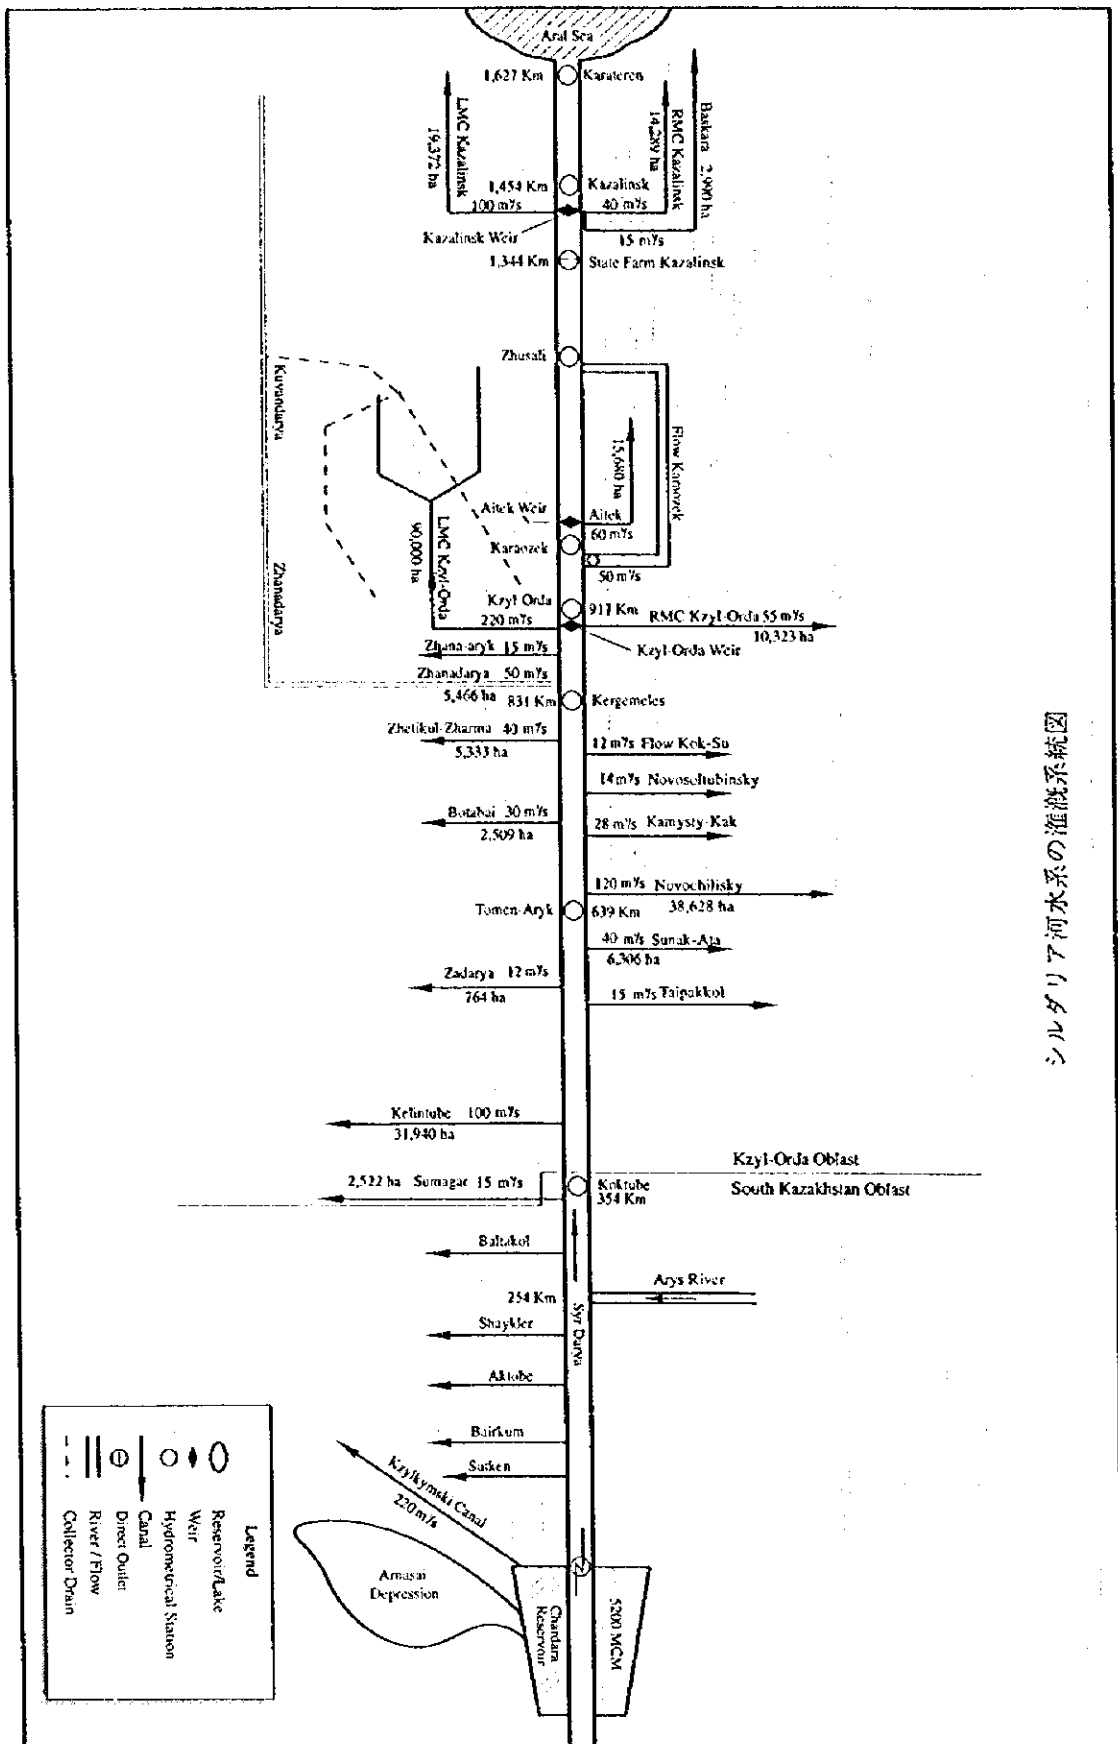 Aral Sea
1,627 Km
Karateren
LMC Kazalinsk
19,372 ha
RMC Kazalinsk
14,289 ha
Baskara 2,990 ha
1,454 Km
Kazalinsk
100 m³/s
40 m³/s
15 m³/s
Kazalinsk Weir
1,344 Km
State Farm Kazalinsk
Zhusali
Flow Karaozek
15,680 ha
Kuvandarya
Zhanadarya
Aitek Weir
Aitek
60 m³/s
Karaozek
50 m³/s
LMC Kzyl-Orda
90,000 ha
Kzyl Orda
220 m³/s
917 Km
RMC Kzyl-Orda 55 m³/s
10,323 ha
Kzyl-Orda Weir
Zhana-aryk 15 m³/s
Zhanadarya 50 m³/s
5,466 ha
831 Km
Kergemeles
Zhetikul-Zharma 40 m³/s
5,333 ha
12 m³/s Flow Kok-Su
14 m³/s Novosoltubinsky
Botabai 30 m³/s
2,509 ha
28 m³/s Kamysty-Kak
120 m³/s Novochilisky
38,628 ha
Tomen-Aryk
639 Km
40 m³/s Sunak-Ata
6,306 ha
Zadarya 12 m³/s
764 ha
15 m³/s Taipakkol
Kelintube 100 m³/s
31,940 ha
Kzyl-Orda Oblast
South Kazakhstan Oblast
2,522 ha Sumagar 15 m³/s
Koktube
354 Km
Baltakol
Arys River
254 Km
Syr Darya
Shaykler
Aktobe
Bairkum
Sutken
Kzylkymski Canal
220 m³/s
Arnasai
Depression
Chardara
Reservoir
5200 MCM
Legend
Reservoir/Lake
Weir
Hydrometrical Station
Canal
Direct Outlet
River / Flow
Collector Drain
シルダリア河水系の灌漑系統図